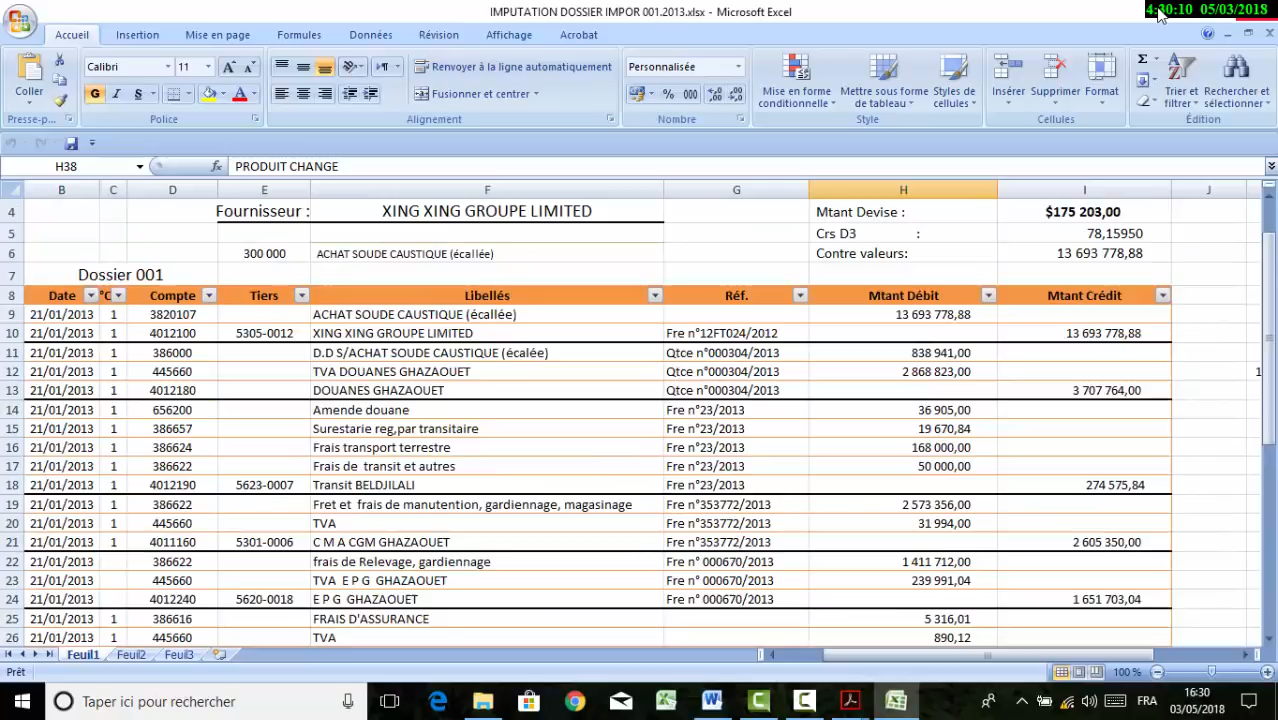 IMPUTATION DOSSIER IMPOR 001.2013.xlsx - Microsoft Excel
4:30:10 05/03/2018
Accueil Insertion Mise en page Formules Données Révision Affichage Acrobat
Calibri 11 Renvoyer à la ligne automatiquement Personnalisée
Coller G I S Fusionner et centrer % 000 Mise en forme conditionnelle Mettre sous forme de tableau Styles de cellules Insérer Supprimer Format Trier et filtrer Rechercher et sélectionner
Presse-p... Police Alignement Nombre Style Cellules Édition
H38 fx PRODUIT CHANGE
B C D E F G H I J
4 Fournisseur : XING XING GROUPE LIMITED Mtant Devise : $175 203,00
5 Crs D3 : 78,15950
6 300 000 ACHAT SOUDE CAUSTIQUE (écallée) Contre valeurs: 13 693 778,88
7 Dossier 001
8 Date °C Compte Tiers Libellés Réf. Mtant Débit Mtant Crédit
9 21/01/2013 1 3820107 ACHAT SOUDE CAUSTIQUE (écallée) 13 693 778,88
10 21/01/2013 1 4012100 5305-0012 XING XING GROUPE LIMITED Fre n°12FT024/2012 13 693 778,88
11 21/01/2013 1 386000 D.D S/ACHAT SOUDE CAUSTIQUE (écalée) Qtce n°000304/2013 838 941,00
12 21/01/2013 1 445660 TVA DOUANES GHAZAOUET Qtce n°000304/2013 2 868 823,00 1
13 21/01/2013 1 4012180 DOUANES GHAZAOUET Qtce n°000304/2013 3 707 764,00
14 21/01/2013 1 656200 Amende douane Fre n°23/2013 36 905,00
15 21/01/2013 1 386657 Surestarie reg,par transitaire Fre n°23/2013 19 670,84
16 21/01/2013 1 386624 Frais transport terrestre Fre n°23/2013 168 000,00
17 21/01/2013 1 386622 Frais de transit et autres Fre n°23/2013 50 000,00
18 21/01/2013 1 4012190 5623-0007 Transit BELDJILALI Fre n°23/2013 274 575,84
19 21/01/2013 1 386622 Fret et frais de manutention, gardiennage, magasinage Fre n°353772/2013 2 573 356,00
20 21/01/2013 1 445660 TVA Fre n°353772/2013 31 994,00
21 21/01/2013 1 4011160 5301-0006 C M A CGM GHAZAOUET Fre n°353772/2013 2 605 350,00
22 21/01/2013 386622 frais de Relevage, gardiennage Fre n° 000670/2013 1 411 712,00
23 21/01/2013 445660 TVA E P G GHAZAOUET Fre n° 000670/2013 239 991,04
24 21/01/2013 4012240 5620-0018 E P G GHAZAOUET Fre n° 000670/2013 1 651 703,04
25 21/01/2013 1 386616 FRAIS D'ASSURANCE 5 316,01
26 21/01/2013 1 445660 TVA 890,12
Feuil1 Feuil2 Feuil3
Prêt 100 %
Taper ici pour rechercher FRA 16:30
03/05/2018